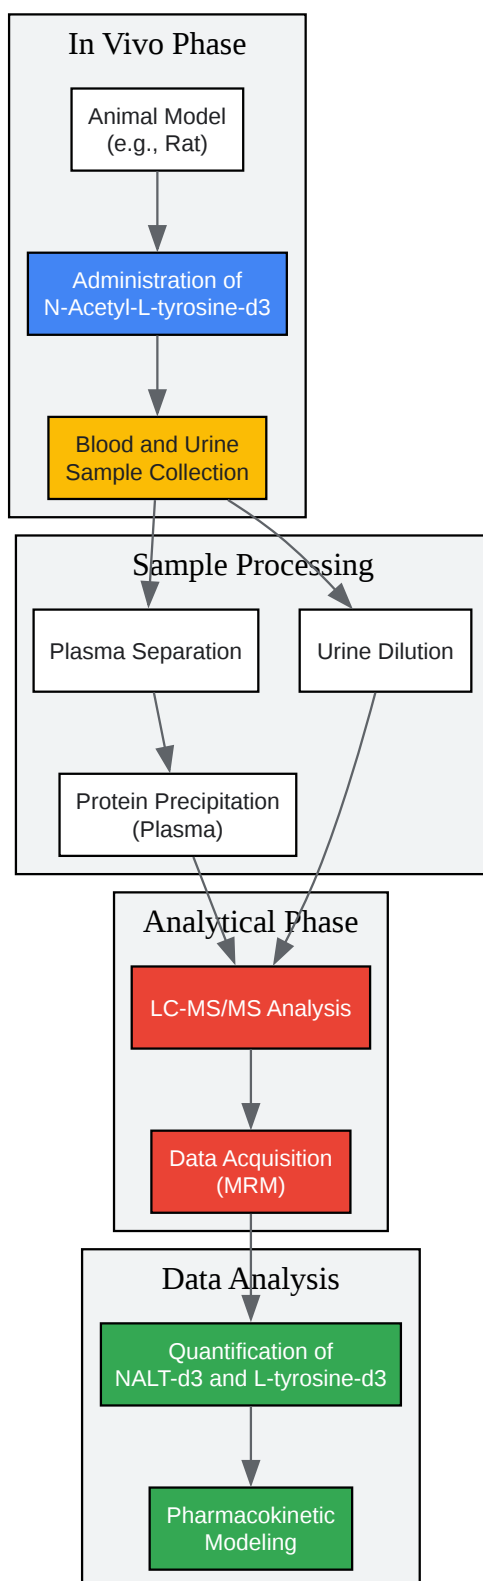 In Vivo Phase
Animal Model
(e.g., Rat)
Administration of
N-Acetyl-L-tyrosine-d3
Blood and Urine
Sample Collection
Sample Processing
Plasma Separation
Urine Dilution
Protein Precipitation
(Plasma)
Analytical Phase
LC-MS/MS Analysis
Data Acquisition
(MRM)
Data Analysis
Quantification of
NALT-d3 and L-tyrosine-d3
Pharmacokinetic
Modeling